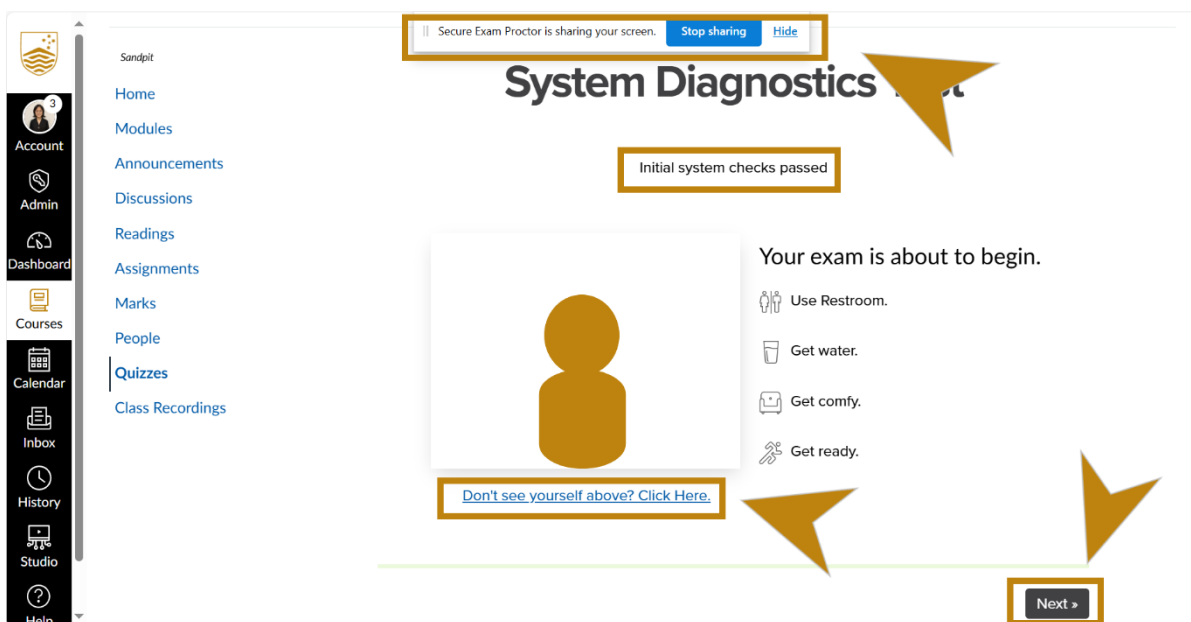 Secure Exam Proctor is sharing your screen. Stop sharing Hide
System Diagnostics
Initial system checks passed
Your exam is about to begin.
Use Restroom.
Get water.
Get comfy.
Get ready.
Don't see yourself above? Click Here.
Next »
Sandpit
Home
Modules
Announcements
Discussions
Readings
Assignments
Marks
People
Quizzes
Class Recordings
3
Account
Admin
Dashboard
Courses
Calendar
Inbox
History
Studio
Help